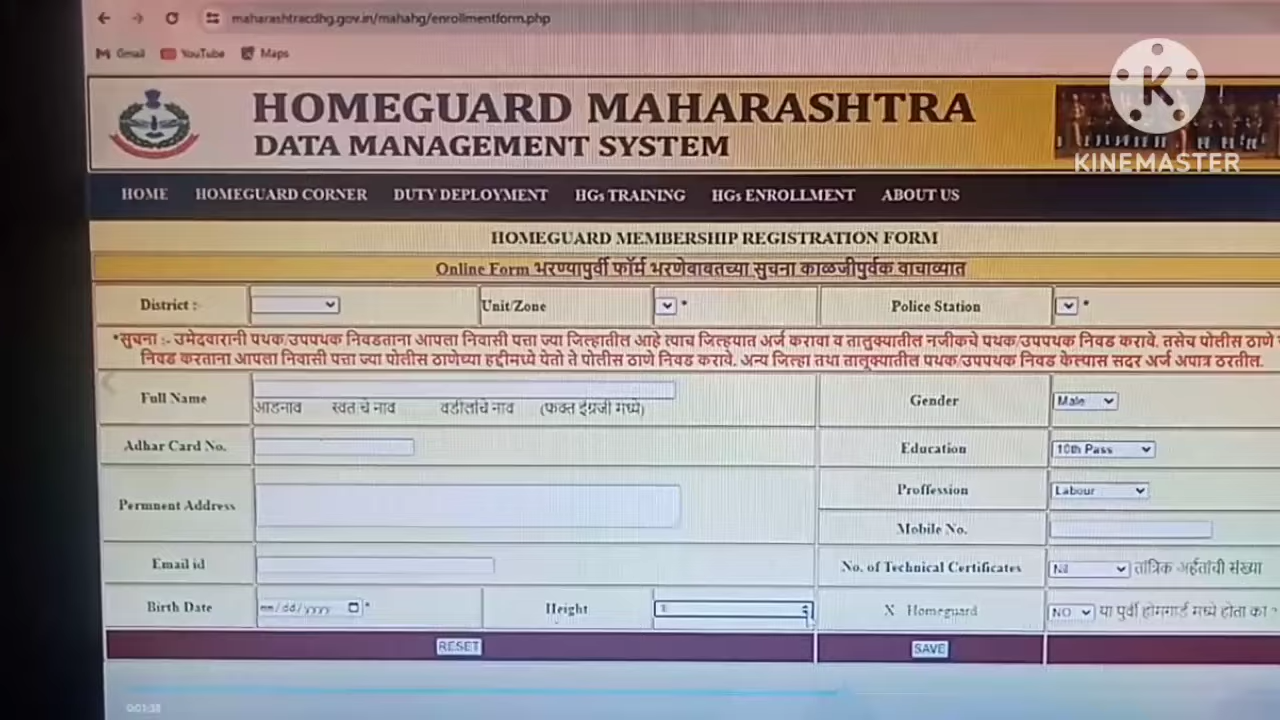 maharashtracdhg.gov.in/mahahg/enrollmentform.php
Gmail YouTube Maps
HOMEGUARD MAHARASHTRA
DATA MANAGEMENT SYSTEM
K
KINEMASTER
HOME HOMEGUARD CORNER DUTY DEPLOYMENT HGs TRAINING HGs ENROLLMENT ABOUT US
HOMEGUARD MEMBERSHIP REGISTRATION FORM
Online Form भरण्यापुर्वी फॉर्म भरणेबाबतच्या सुचना काळजीपुर्वक वाचाव्यात
District :- Unit/Zone * Police Station *
*सुचना :- उमेदवारानी पथक/उपपथक निवडताना आपला निवासी पत्ता ज्या जिल्हातील आहे त्याच जिल्हयात अर्ज करावा व तालुक्यातील नजीकचे पथक/उपपथक निवड करावे. तसेच पोलीस ठाणे
निवड करताना आपला निवासी पत्ता ज्या पोलीस ठाणेच्या हद्दीमध्ये येतो ते पोलीस ठाणे निवड करावे. अन्य जिल्हा तथा तालूक्यातील पथक/उपपथक निवड केल्यास सदर अर्ज अपात्र ठरतील.
Full Name Gender Male
आडनाव स्वतःचे नाव वडीलांचे नाव (फक्त इंग्रजी मध्ये)
Adhar Card No. Education 10th Pass
Permnent Address Proffession Labour
Mobile No.
Email id No. of Technical Certificates Nil तांत्रिक अर्हतांची संख्या
Birth Date mm/dd/yyyy * Height X Homeguard NO या पुर्वी होमगार्ड मध्ये होता का
RESET SAVE
0:01:38